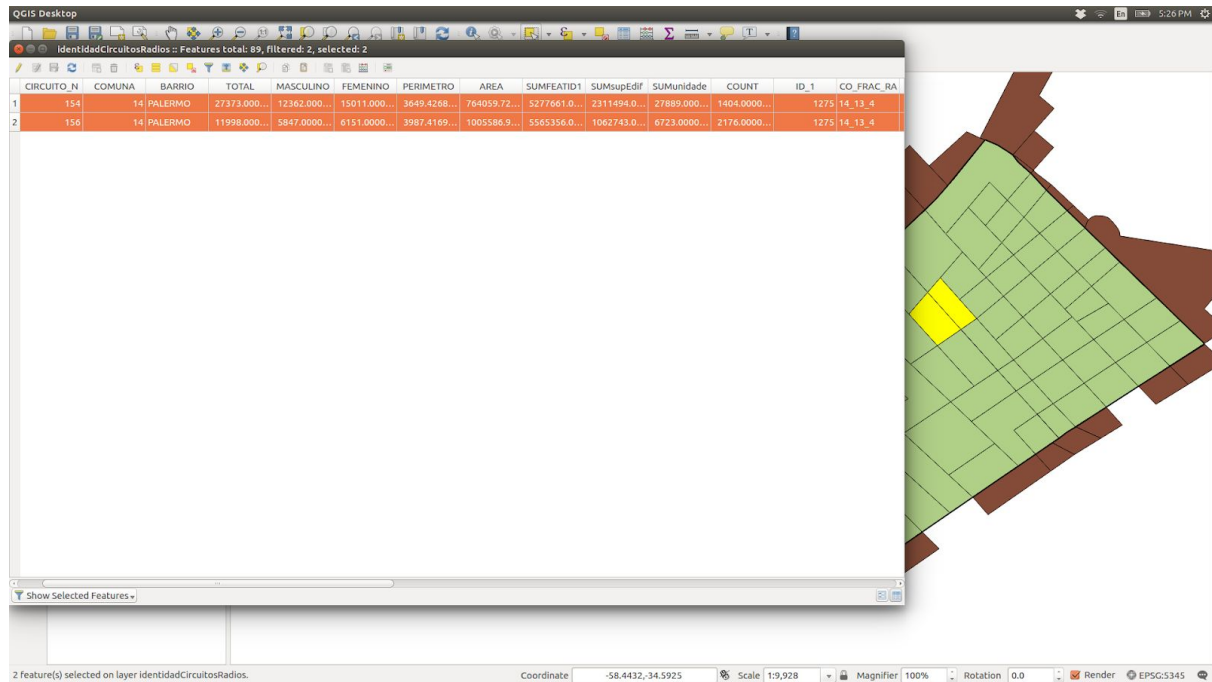 QGIS Desktop
En
5:26 PM
identidadCircuitosRadios :: Features total: 89, filtered: 2, selected: 2
CIRCUITO_N COMUNA BARRIO TOTAL MASCULINO FEMENINO PERIMETRO AREA SUMFEATID1 SUMsupEdif SUMunidade COUNT ID_1 CO_FRAC_RA
1 154 14 PALERMO 27373.000... 12362.000... 15011.000... 3649.4268... 764059.72... 5277661.0... 2311494.0... 27889.000... 1404.0000... 1275 14_13_4
2 156 14 PALERMO 11998.000... 5847.0000... 6151.0000... 3987.4169... 1005586.9... 5565356.0... 1062743.0... 6723.0000... 2176.0000... 1275 14_13_4
Show Selected Features
2 feature(s) selected on layer identidadCircuitosRadios.
Coordinate -58.4432,-34.5925 Scale 1:9,928 Magnifier 100% Rotation 0.0 Render EPSG:5345